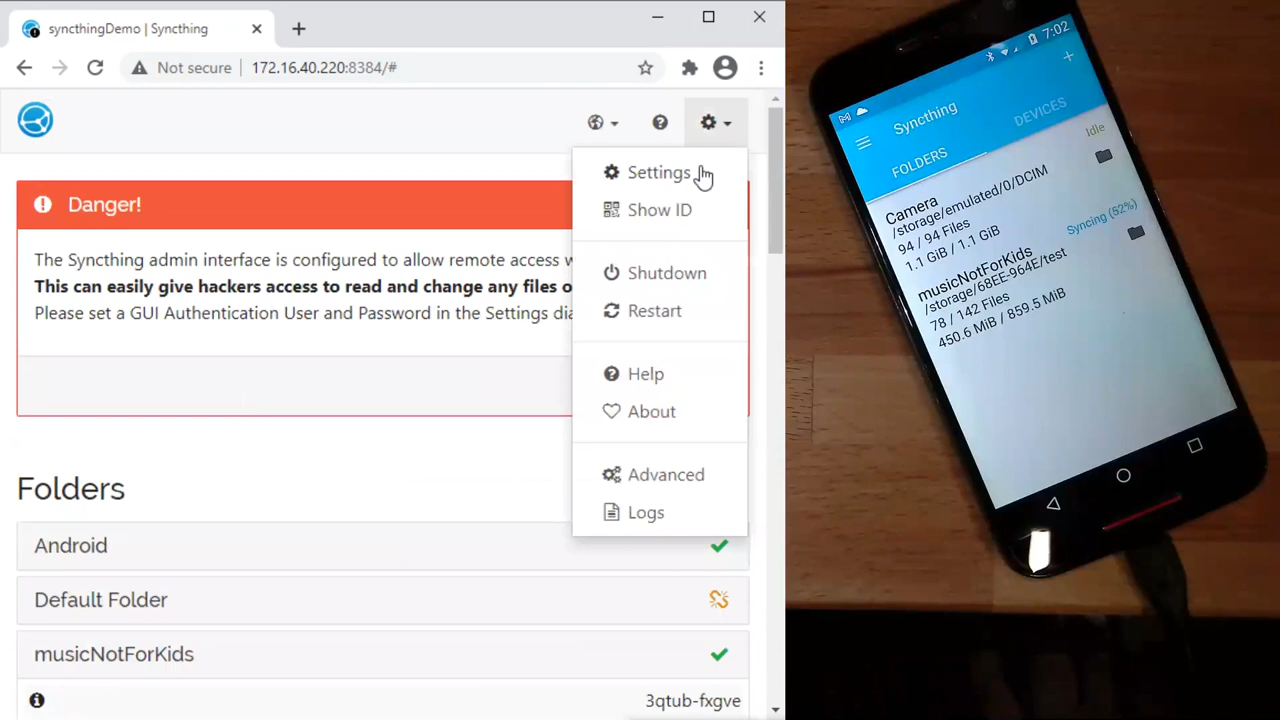 syncthingDemo | Syncthing
Not secure
172.16.40.220:8384/#
Settings
Show ID
Shutdown
Restart
Help
About
Advanced
Logs
Danger!
The Syncthing admin interface is configured to allow remote access
This can easily give hackers access to read and change any files
Please set a GUI Authentication User and Password in the Settings
Folders
Android
Default Folder
musicNotForKids
3qtub-fxgve
7:02
Syncthing
FOLDERS
DEVICES
Camera
Idle
/storage/emulated/0/DCIM
94 / 94 Files
1.1 GiB / 1.1 GiB
musicNotForKids
Syncing (52%)
/storage/68EE-964E/test
78 / 142 Files
450.6 MiB / 859.5 MiB